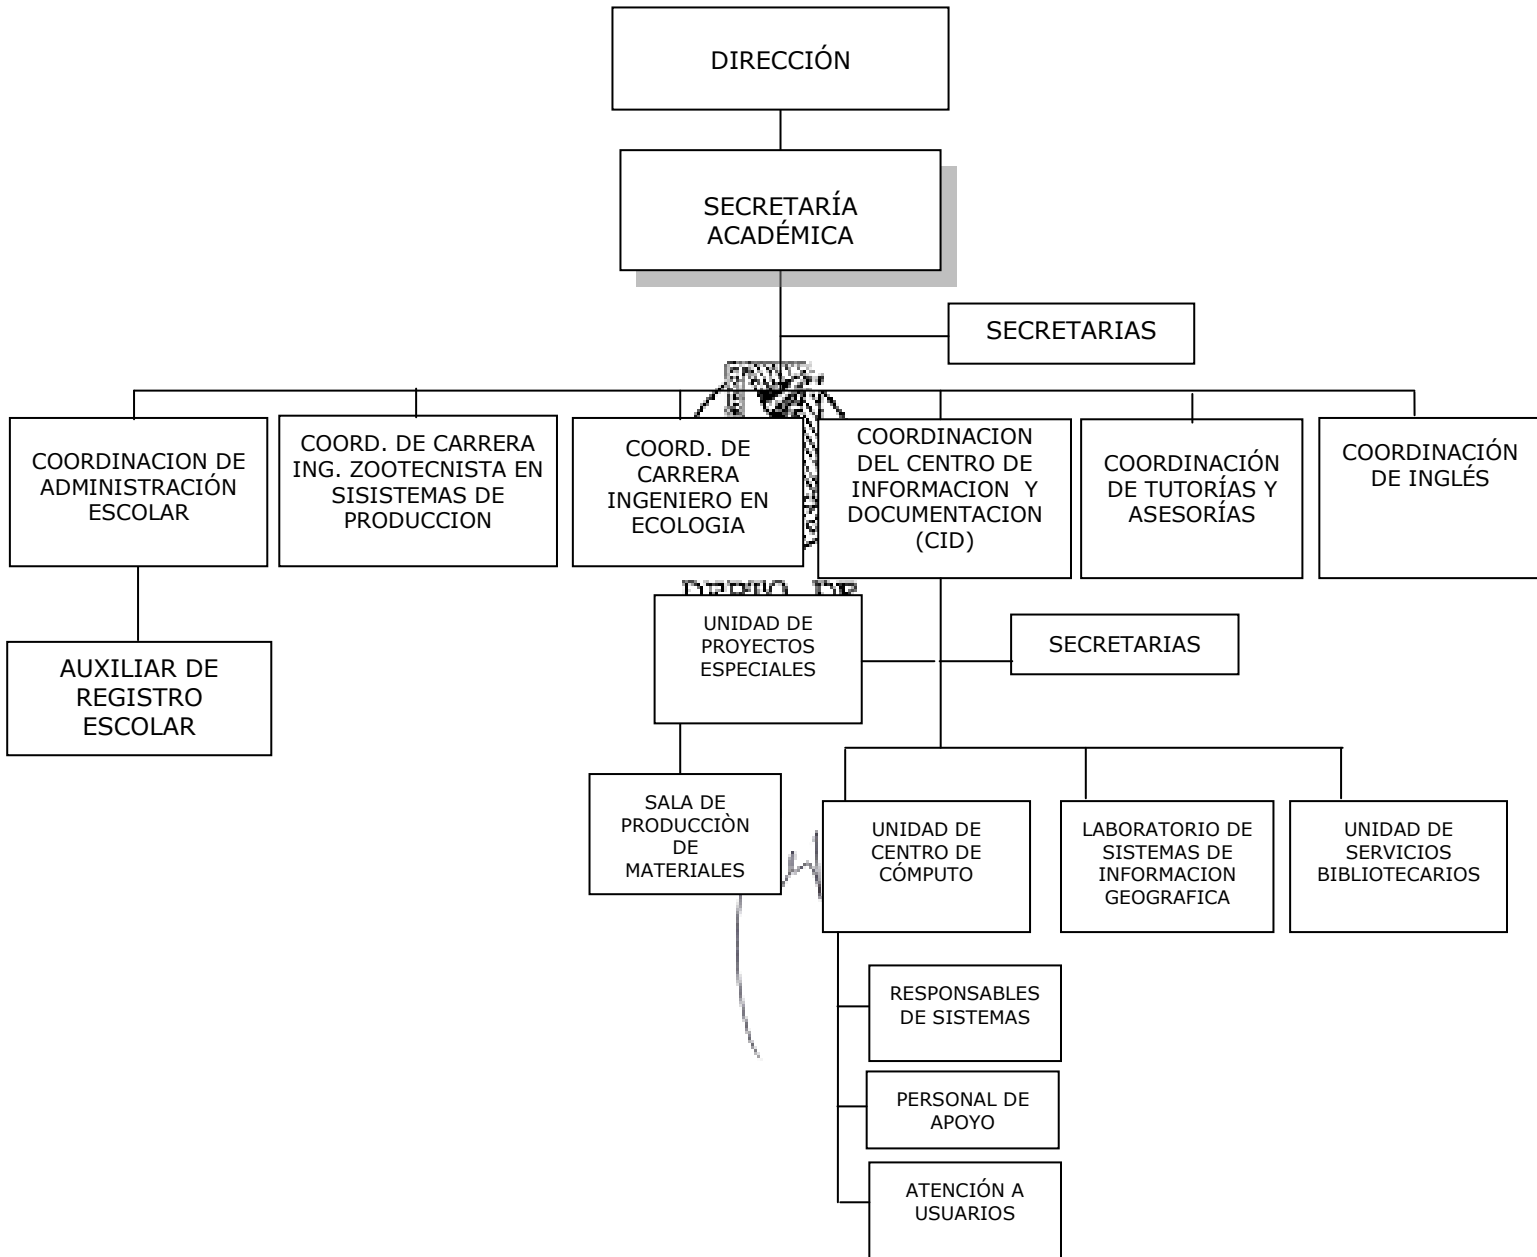 DIRECCIÓN
SECRETARÍA
ACADÉMICA
SECRETARIAS
COORDINACION DE
ADMINISTRACIÓN
ESCOLAR
COORD. DE CARRERA
ING. ZOOTECNISTA EN
SISISTEMAS DE
PRODUCCION
COORD. DE
CARRERA
INGENIERO EN
ECOLOGIA
COORDINACION
DEL CENTRO DE
INFORMACION Y
DOCUMENTACION
(CID)
COORDINACIÓN
DE TUTORÍAS Y
ASESORÍAS
COORDINACIÓN
DE INGLÉS
DEPTO. DE
AUXILIAR DE
REGISTRO
ESCOLAR
UNIDAD DE
PROYECTOS
ESPECIALES
SECRETARIAS
SALA DE
PRODUCCIÒN
DE
MATERIALES
UNIDAD DE
CENTRO DE
CÓMPUTO
LABORATORIO DE
SISTEMAS DE
INFORMACION
GEOGRAFICA
UNIDAD DE
SERVICIOS
BIBLIOTECARIOS
RESPONSABLES
DE SISTEMAS
PERSONAL DE
APOYO
ATENCIÓN A
USUARIOS